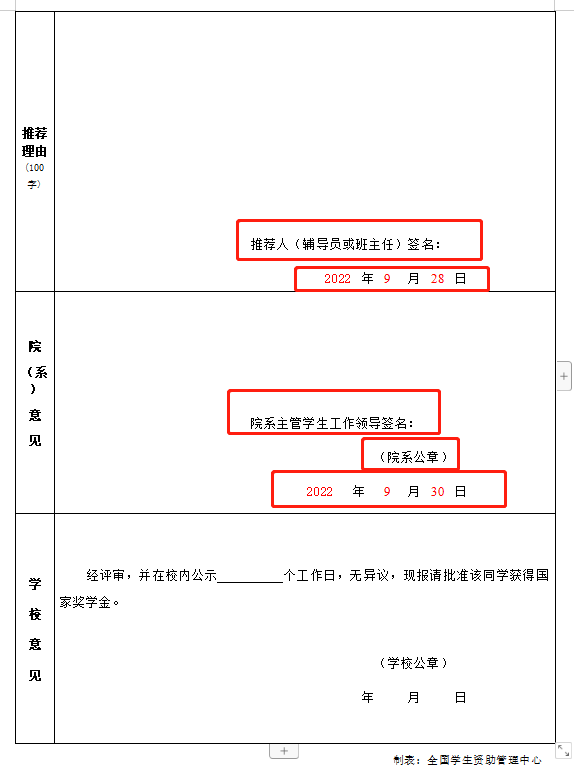 推荐
理由
(100
字)
推荐人（辅导员或班主任）签名：
2022 年 9 月 28 日
院
（系
）
意
见
院系主管学生工作领导签名：
（院系公章）
2022 年 9 月 30 日
学
校
意
见
经评审，并在校内公示__________个工作日，无异议，现报请批准该同学获得国
家奖学金。
（学校公章）
年 月 日
制表：全国学生资助管理中心